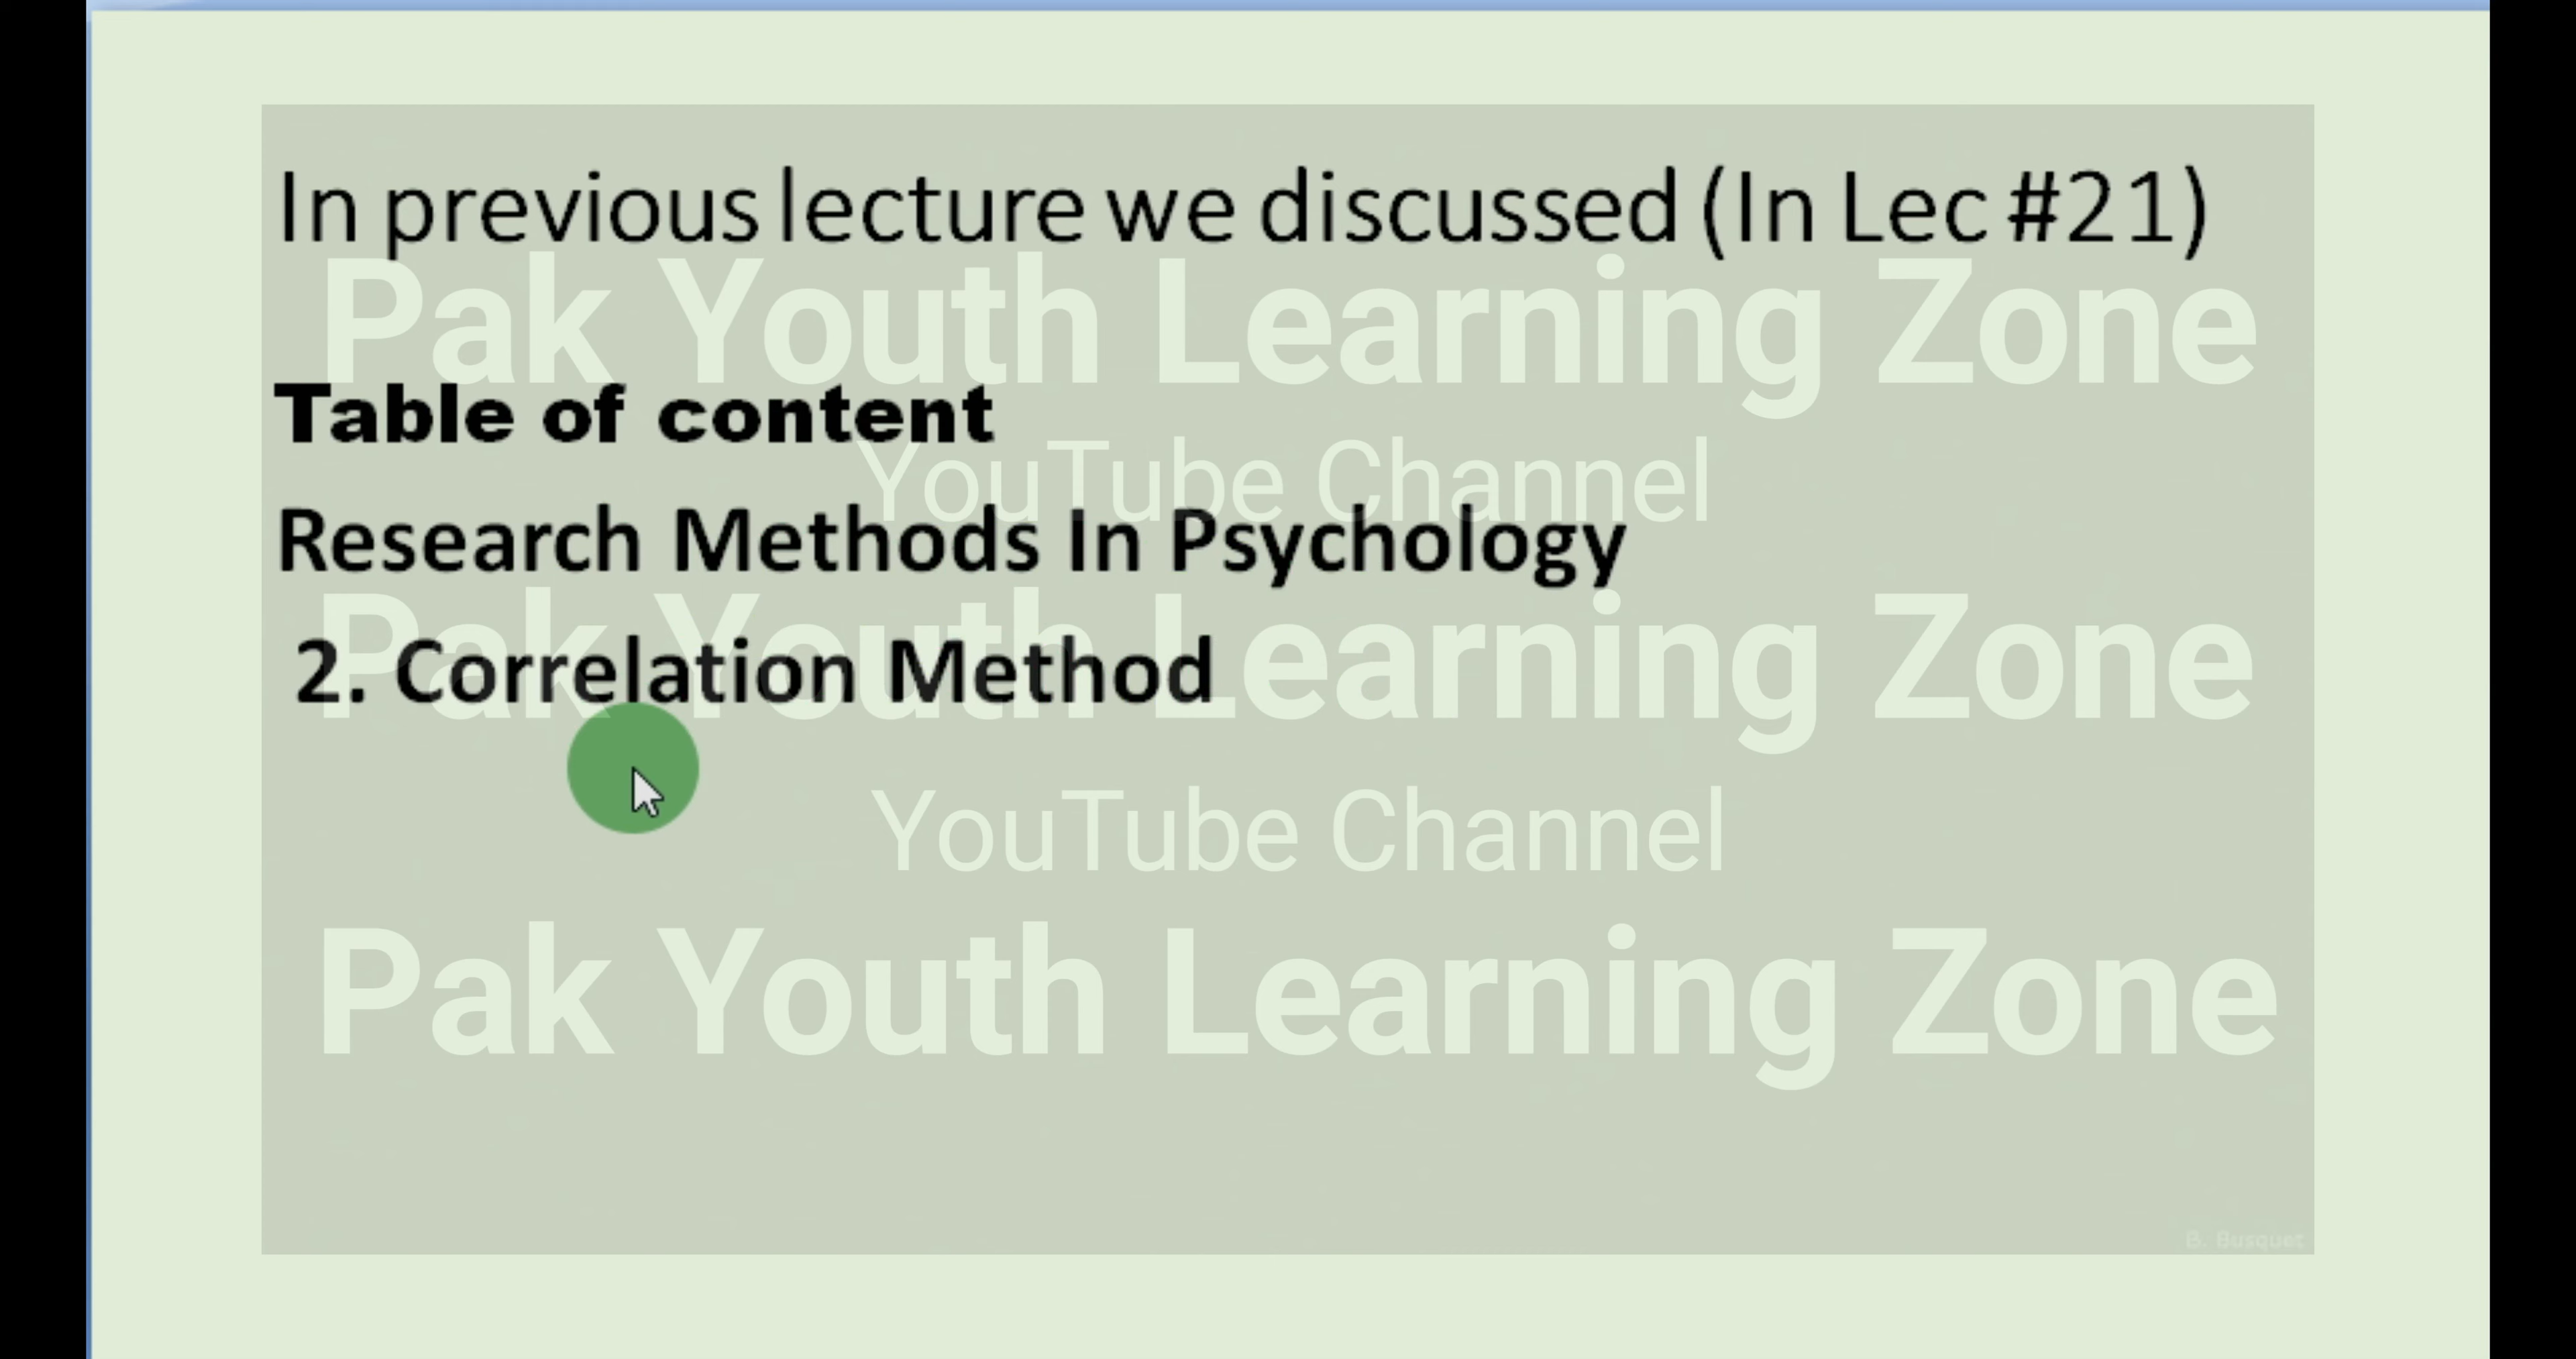 In previous lecture we discussed (In Lec #21)
Pak Youth Learning Zone
Table of content
YouTube Channel
Research Methods In Psychology
Pak Youth Learning Zone
2. Correlation Method
YouTube Channel
Pak Youth Learning Zone
B. Busquet